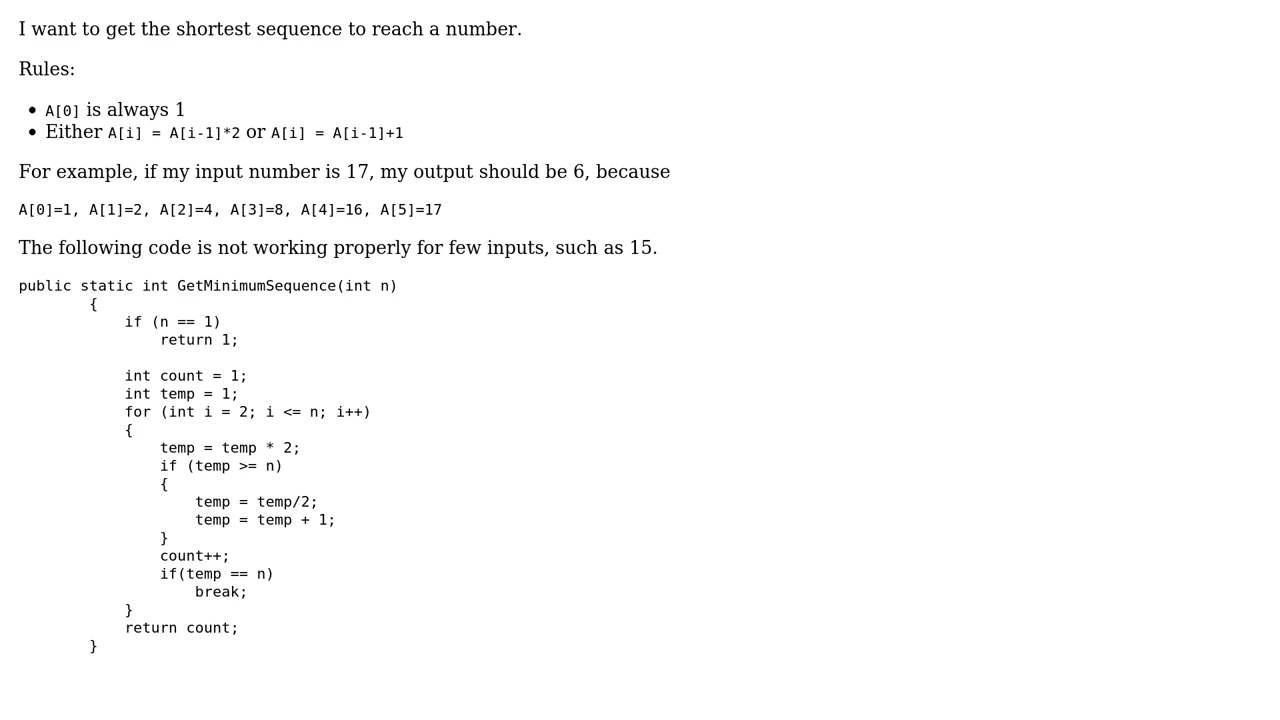 I want to get the shortest sequence to reach a number.
Rules:
• A[0] is always 1
• Either A[i] = A[i-1]*2 or A[i] = A[i-1]+1
For example, if my input number is 17, my output should be 6, because
A[0]=1, A[1]=2, A[2]=4, A[3]=8, A[4]=16, A[5]=17
The following code is not working properly for few inputs, such as 15.
public static int GetMinimumSequence(int n)
        {
            if (n == 1)
                return 1;

            int count = 1;
            int temp = 1;
            for (int i = 2; i <= n; i++)
            {
                temp = temp * 2;
                if (temp >= n)
                {
                    temp = temp/2;
                    temp = temp + 1;
                }
                count++;
                if(temp == n)
                    break;
            }
            return count;
        }